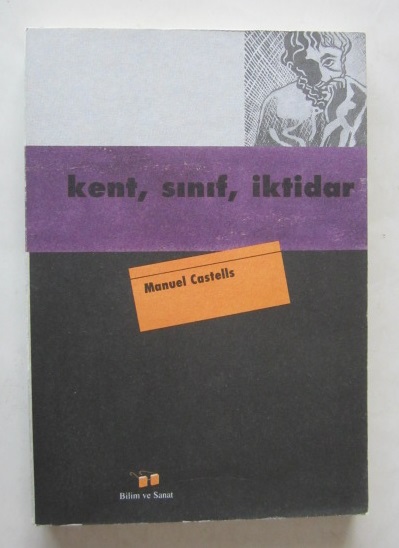 kent, sınıf, iktidar
Manuel Castells
Bilim ve Sanat